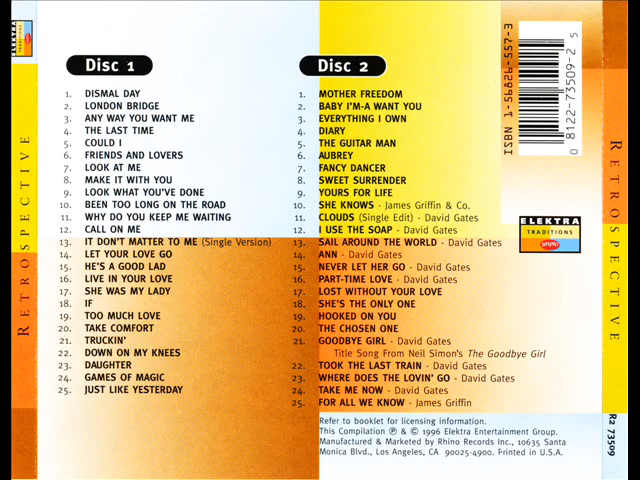 ELEKTRA
TRADITIONS
RHINO
RETROSPECTIVE
Disc 1
1. DISMAL DAY
2. LONDON BRIDGE
3. ANY WAY YOU WANT ME
4. THE LAST TIME
5. COULD I
6. FRIENDS AND LOVERS
7. LOOK AT ME
8. MAKE IT WITH YOU
9. LOOK WHAT YOU'VE DONE
10. BEEN TOO LONG ON THE ROAD
11. WHY DO YOU KEEP ME WAITING
12. CALL ON ME
13. IT DON'T MATTER TO ME (Single Version)
14. LET YOUR LOVE GO
15. HE'S A GOOD LAD
16. LIVE IN YOUR LOVE
17. SHE WAS MY LADY
18. IF
19. TOO MUCH LOVE
20. TAKE COMFORT
21. TRUCKIN'
22. DOWN ON MY KNEES
23. DAUGHTER
24. GAMES OF MAGIC
25. JUST LIKE YESTERDAY
Disc 2
1. MOTHER FREEDOM
2. BABY I'M-A WANT YOU
3. EVERYTHING I OWN
4. DIARY
5. THE GUITAR MAN
6. AUBREY
7. FANCY DANCER
8. SWEET SURRENDER
9. YOURS FOR LIFE
10. SHE KNOWS - James Griffin & Co.
11. CLOUDS (Single Edit) - David Gates
12. I USE THE SOAP - David Gates
13. SAIL AROUND THE WORLD - David Gates
14. ANN - David Gates
15. NEVER LET HER GO - David Gates
16. PART-TIME LOVE - David Gates
17. LOST WITHOUT YOUR LOVE
18. SHE'S THE ONLY ONE
19. HOOKED ON YOU
20. THE CHOSEN ONE
21. GOODBYE GIRL - David Gates
Title Song From Neil Simon's The Goodbye Girl
22. TOOK THE LAST TRAIN - David Gates
23. WHERE DOES THE LOVIN' GO - David Gates
24. TAKE ME NOW - David Gates
25. FOR ALL WE KNOW - James Griffin
Refer to booklet for licensing information.
This Compilation ℗ & © 1996 Elektra Entertainment Group.
Manufactured & Marketed by Rhino Records Inc., 10635 Santa
Monica Blvd., Los Angeles, CA 90025-4900. Printed in U.S.A.
ISBN 1-56826-557-3
0 8122-73509-2 5
ELEKTRA
TRADITIONS
RHINO
RETROSPECTIVE
R2 73509